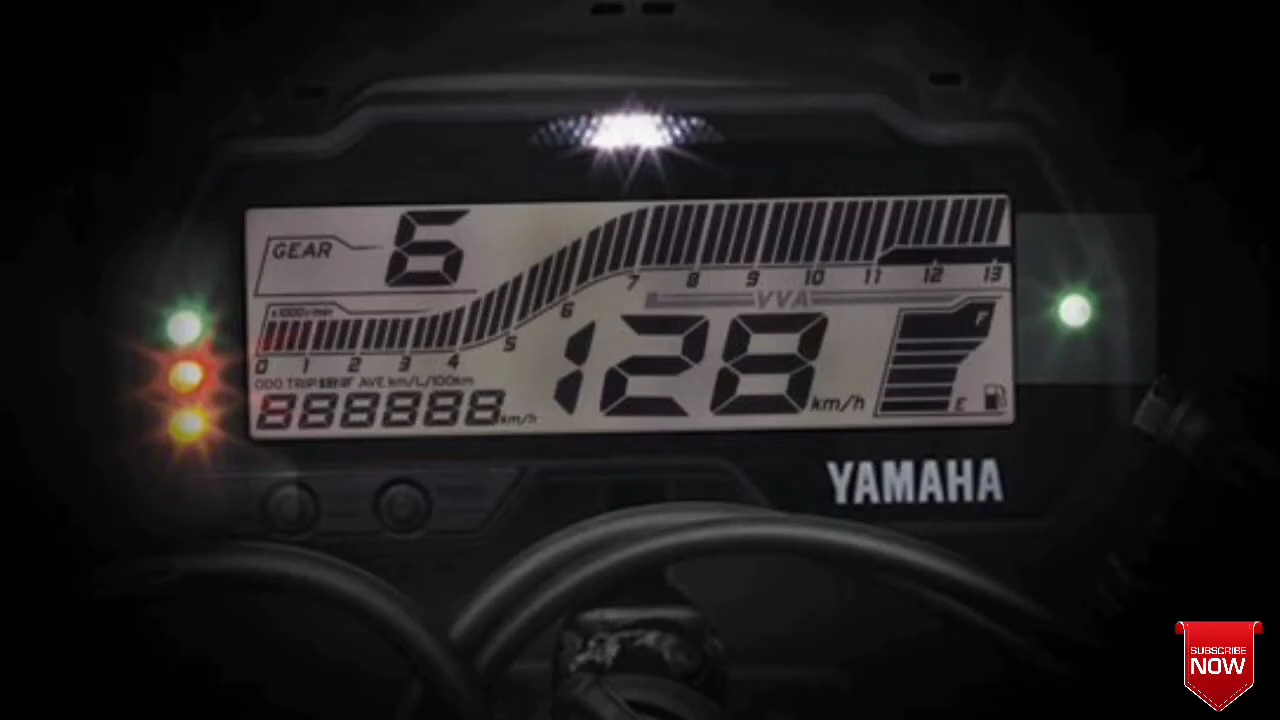 GEAR 6
x1000r/min
0 1 2 3 4 5 6 7 8 9 10 11 12 13
VVA
128 km/h
F
E
ODO TRIP AVE km/L/100km
888888 km/h
YAMAHA
SUBSCRIBE
NOW